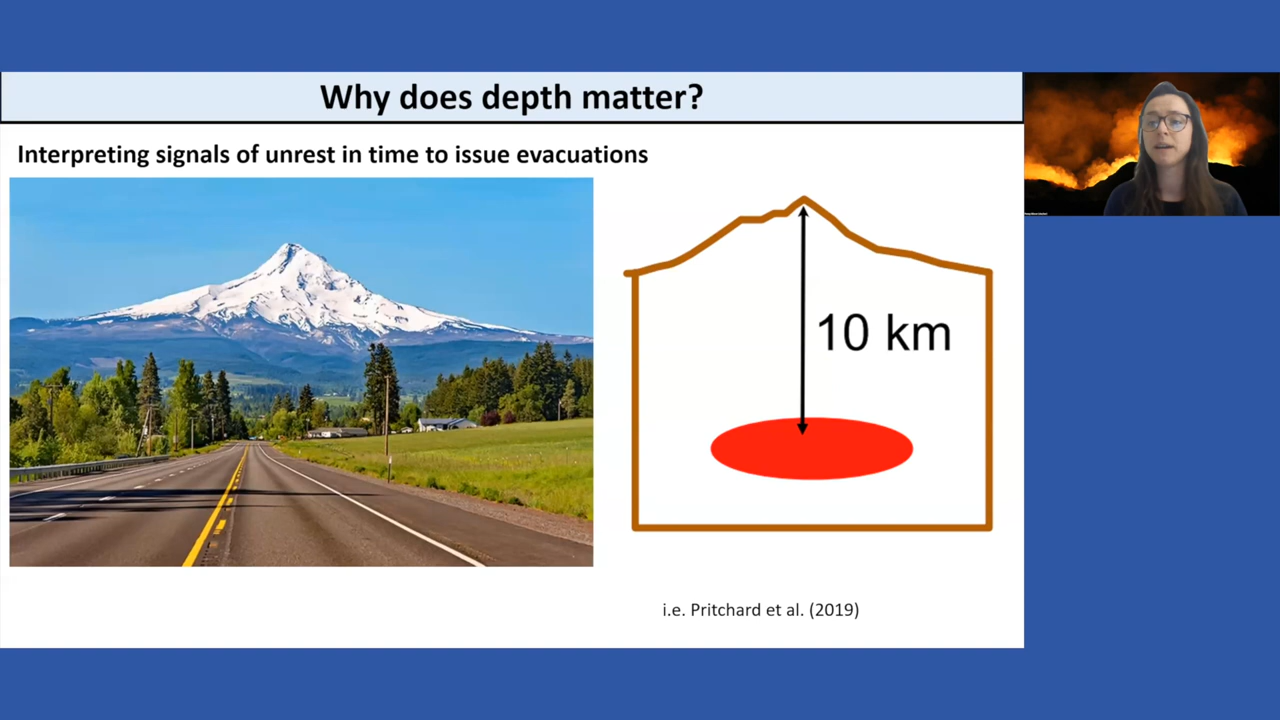 Why does depth matter?
Interpreting signals of unrest in time to issue evacuations
10 km
i.e. Pritchard et al. (2019)